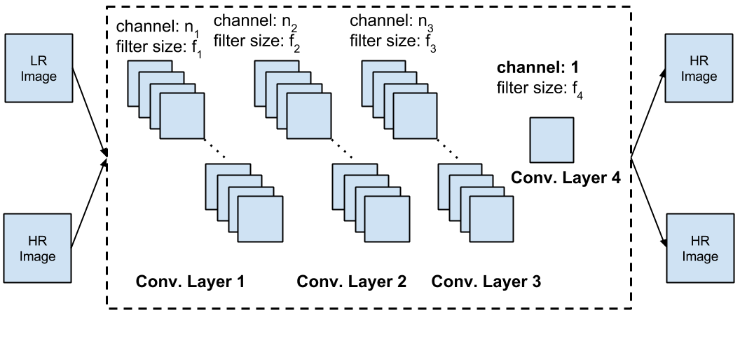 LR
Image
HR
Image
channel: n1
filter size: f1
channel: n2
filter size: f2
channel: n3
filter size: f3
channel: 1
filter size: f4
Conv. Layer 4
Conv. Layer 1
Conv. Layer 2
Conv. Layer 3
HR
Image
HR
Image